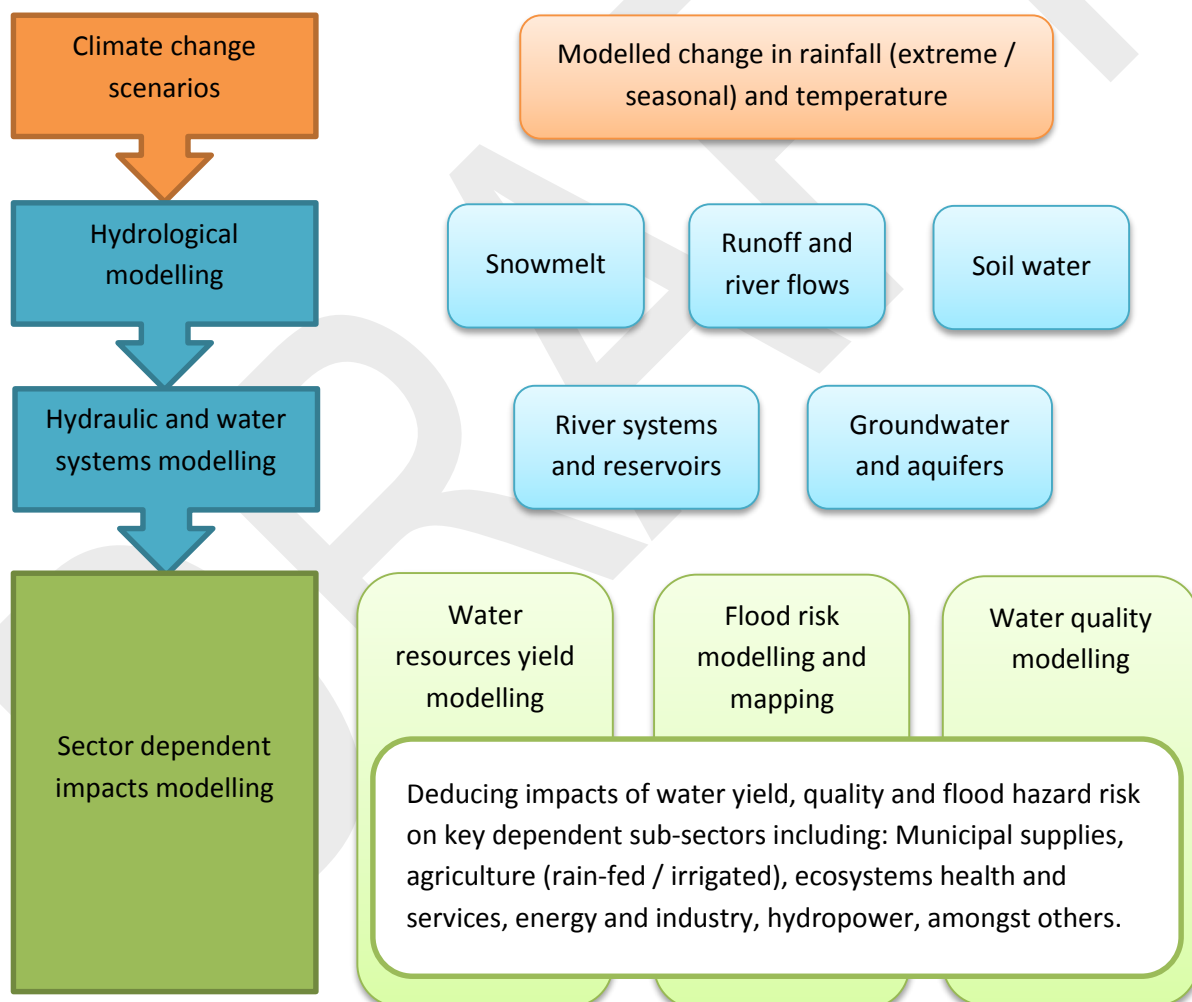 Climate change
scenarios
Modelled change in rainfall (extreme /
seasonal) and temperature
Hydrological
modelling
Snowmelt
Runoff and
river flows
Soil water
Hydraulic and water
systems modelling
River systems
and reservoirs
Groundwater
and aquifers
Sector dependent
impacts modelling
Water
resources yield
modelling
Flood risk
modelling and
mapping
Water quality
modelling
Deducing impacts of water yield, quality and flood hazard risk
on key dependent sub-sectors including: Municipal supplies,
agriculture (rain-fed / irrigated), ecosystems health and
services, energy and industry, hydropower, amongst others.
DRAFT